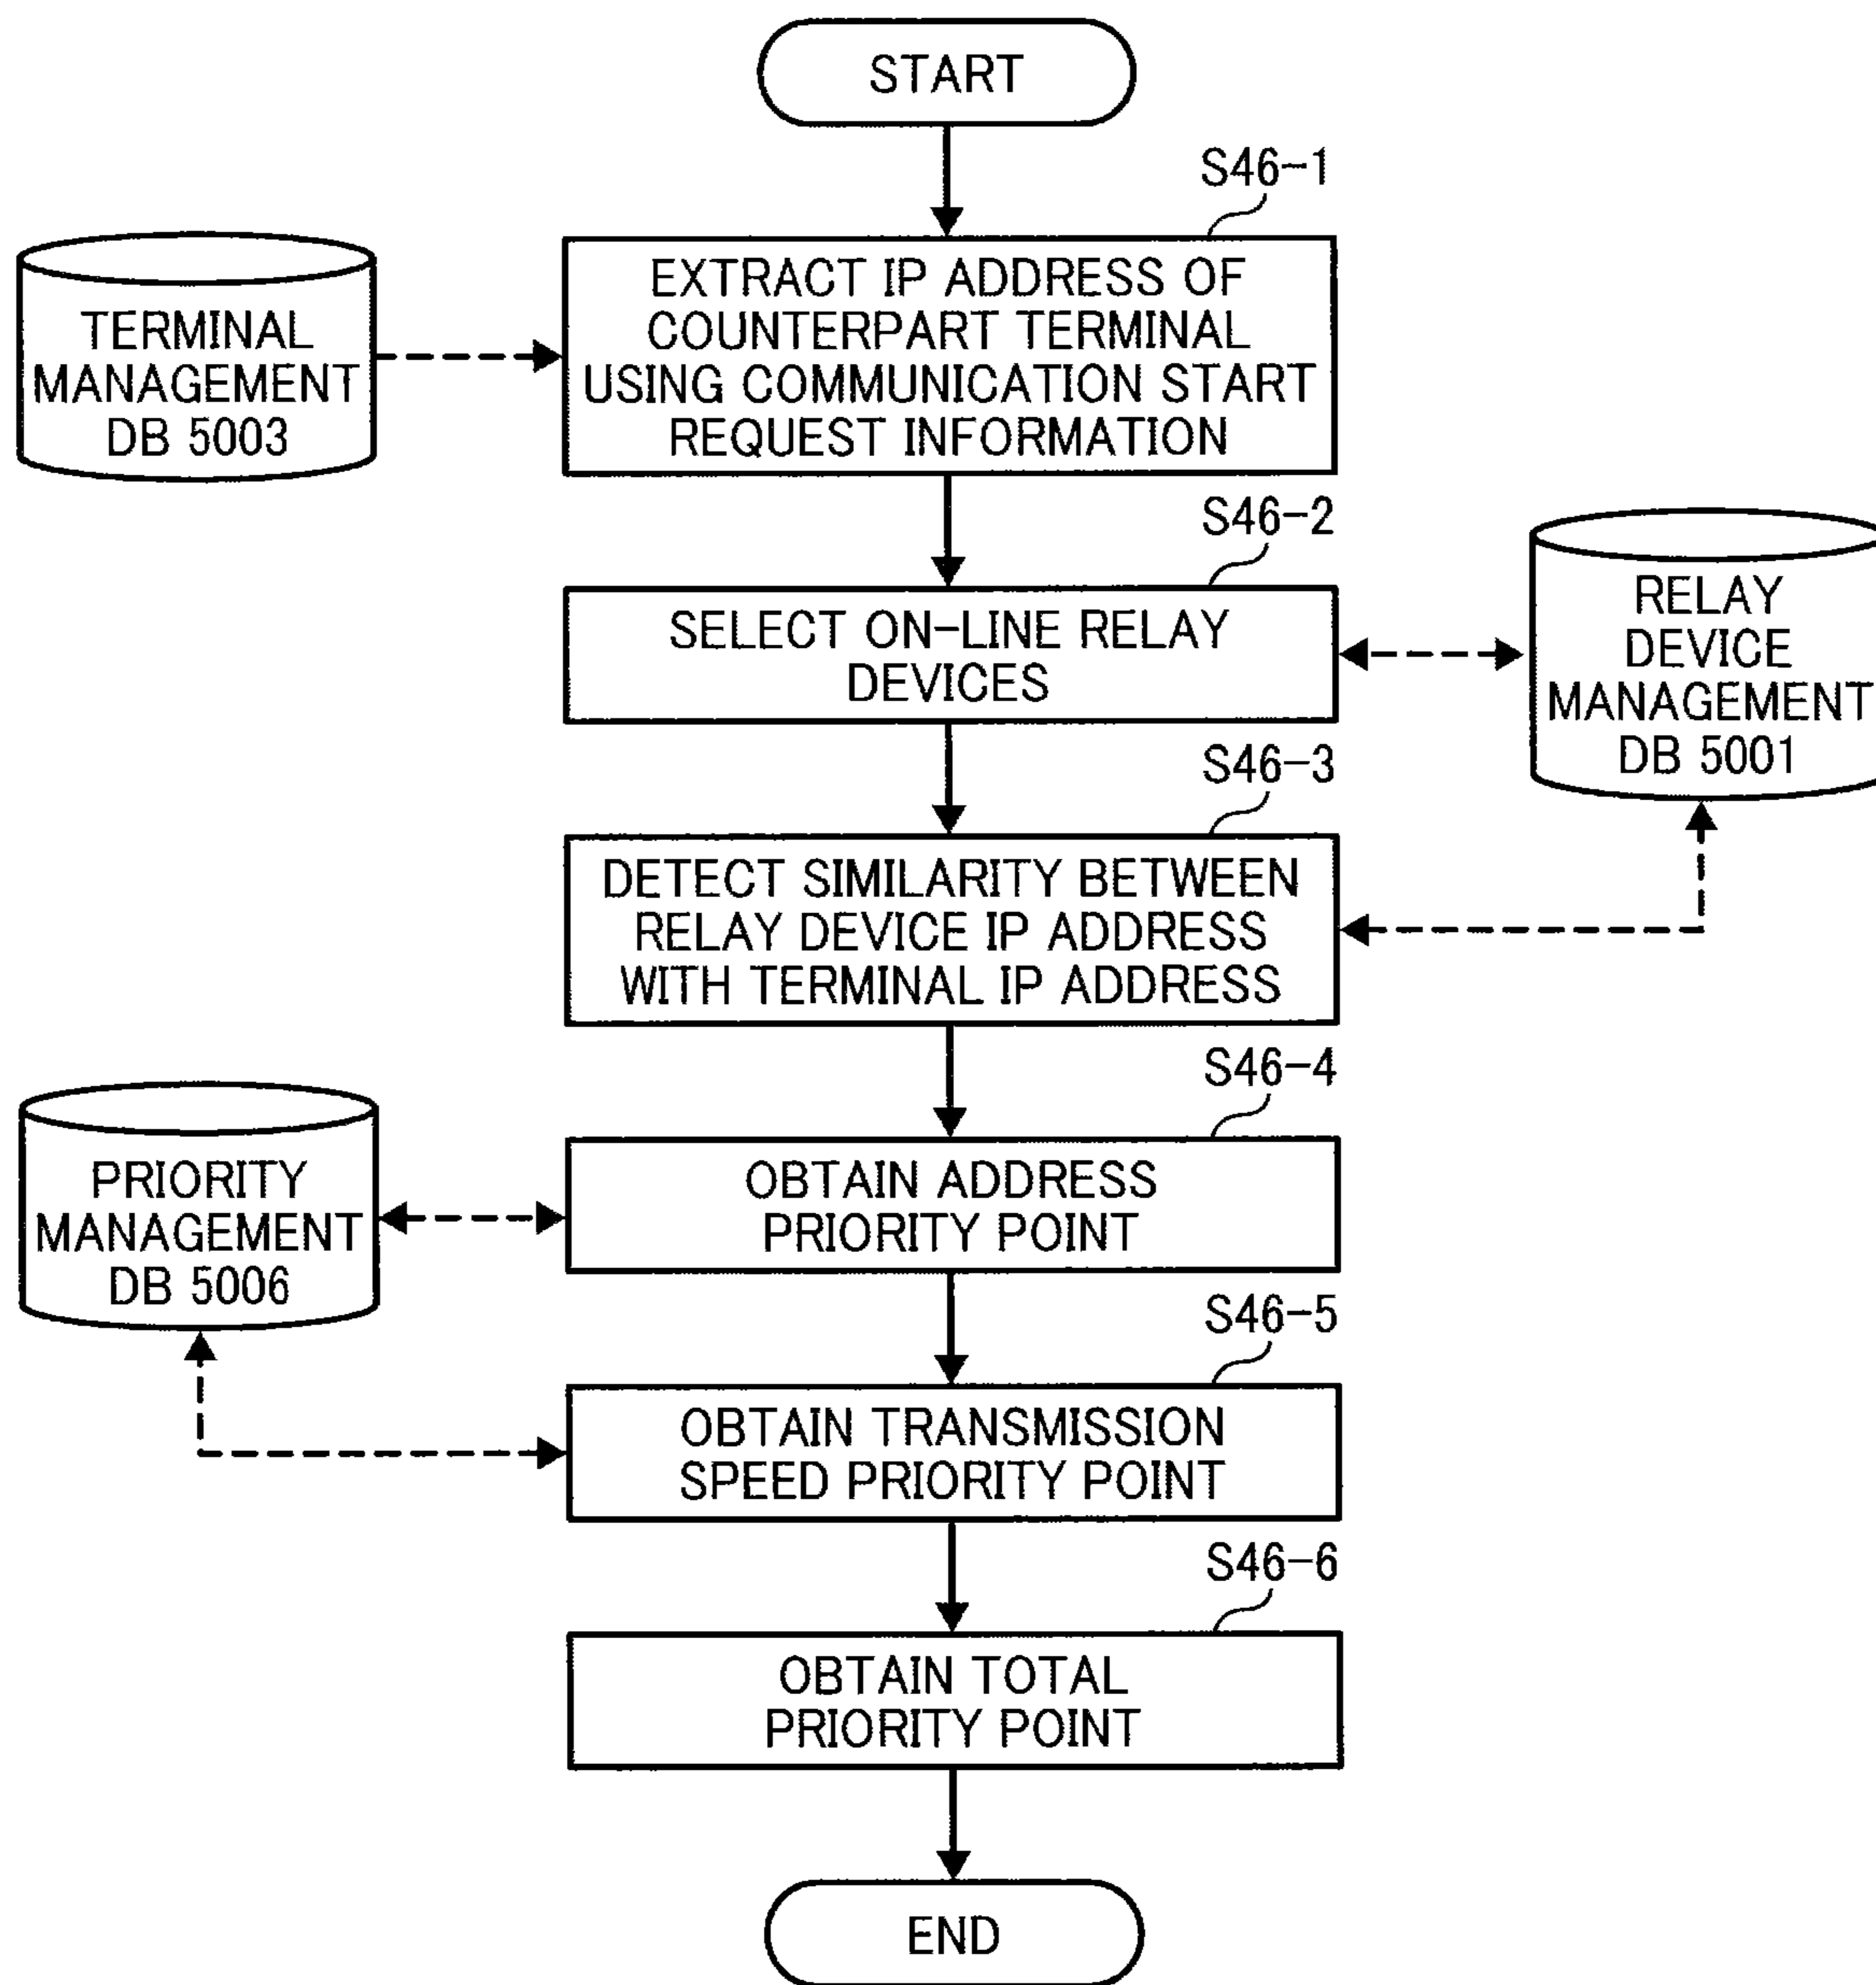 START
S46-1
TERMINAL
MANAGEMENT
DB 5003
EXTRACT IP ADDRESS OF
COUNTERPART TERMINAL
USING COMMUNICATION START
REQUEST INFORMATION
S46-2
SELECT ON-LINE RELAY
DEVICES
RELAY
DEVICE
MANAGEMENT
DB 5001
S46-3
DETECT SIMILARITY BETWEEN
RELAY DEVICE IP ADDRESS
WITH TERMINAL IP ADDRESS
S46-4
PRIORITY
MANAGEMENT
DB 5006
OBTAIN ADDRESS
PRIORITY POINT
S46-5
OBTAIN TRANSMISSION
SPEED PRIORITY POINT
S46-6
OBTAIN TOTAL
PRIORITY POINT
END